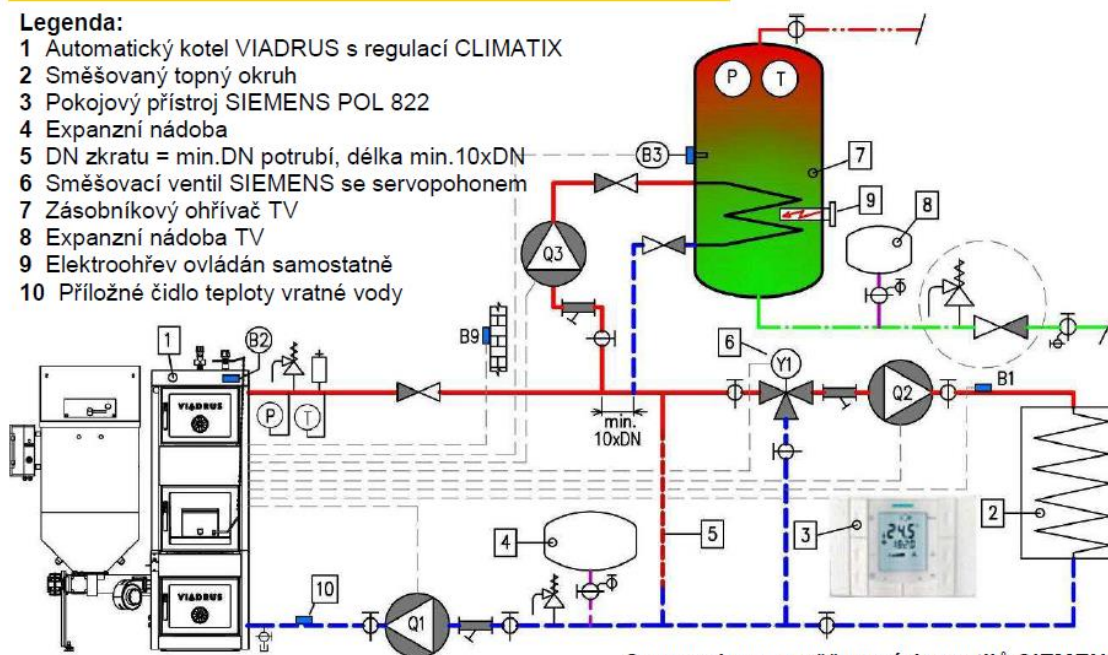 Legenda:
1 Automatický kotel VIADRUS s regulací CLIMATIX
2 Směšovaný topný okruh
3 Pokojový přístroj SIEMENS POL 822
4 Expanzní nádoba
5 DN zkratu = min.DN potrubí, délka min.10xDN
6 Směšovací ventil SIEMENS se servopohonem
7 Zásobníkový ohřívač TV
8 Expanzní nádoba TV
9 Elektroohřev ovládán samostatně
10 Příložné čidlo teploty vratné vody
P
T
B3
7
9
8
Q3
1
B2
B9
6
Y1
B1
P
T
Q2
min.
10xDN
VIADRUS
4
5
3
24.5
2
10
Q1
VIADRUS